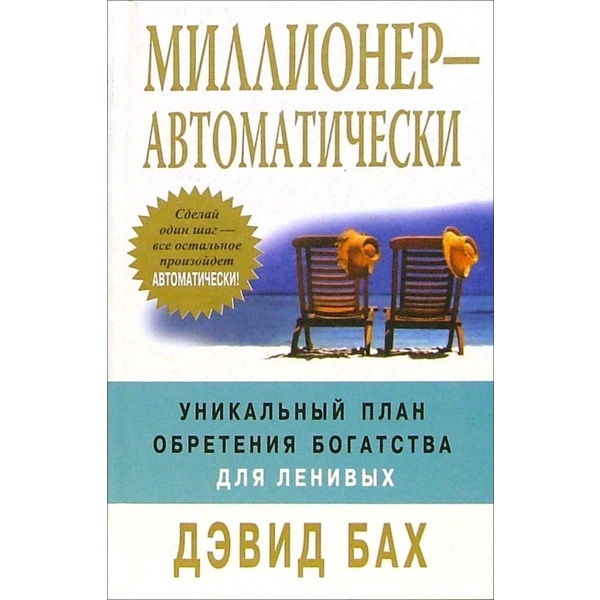 МИЛЛИОНЕР—
АВТОМАТИЧЕСКИ
Сделай
один шаг —
все остальное
произойдет
АВТОМАТИЧЕСКИ!
УНИКАЛЬНЫЙ ПЛАН
ОБРЕТЕНИЯ БОГАТСТВА
ДЛЯ ЛЕНИВЫХ
ДЭВИД БАХ